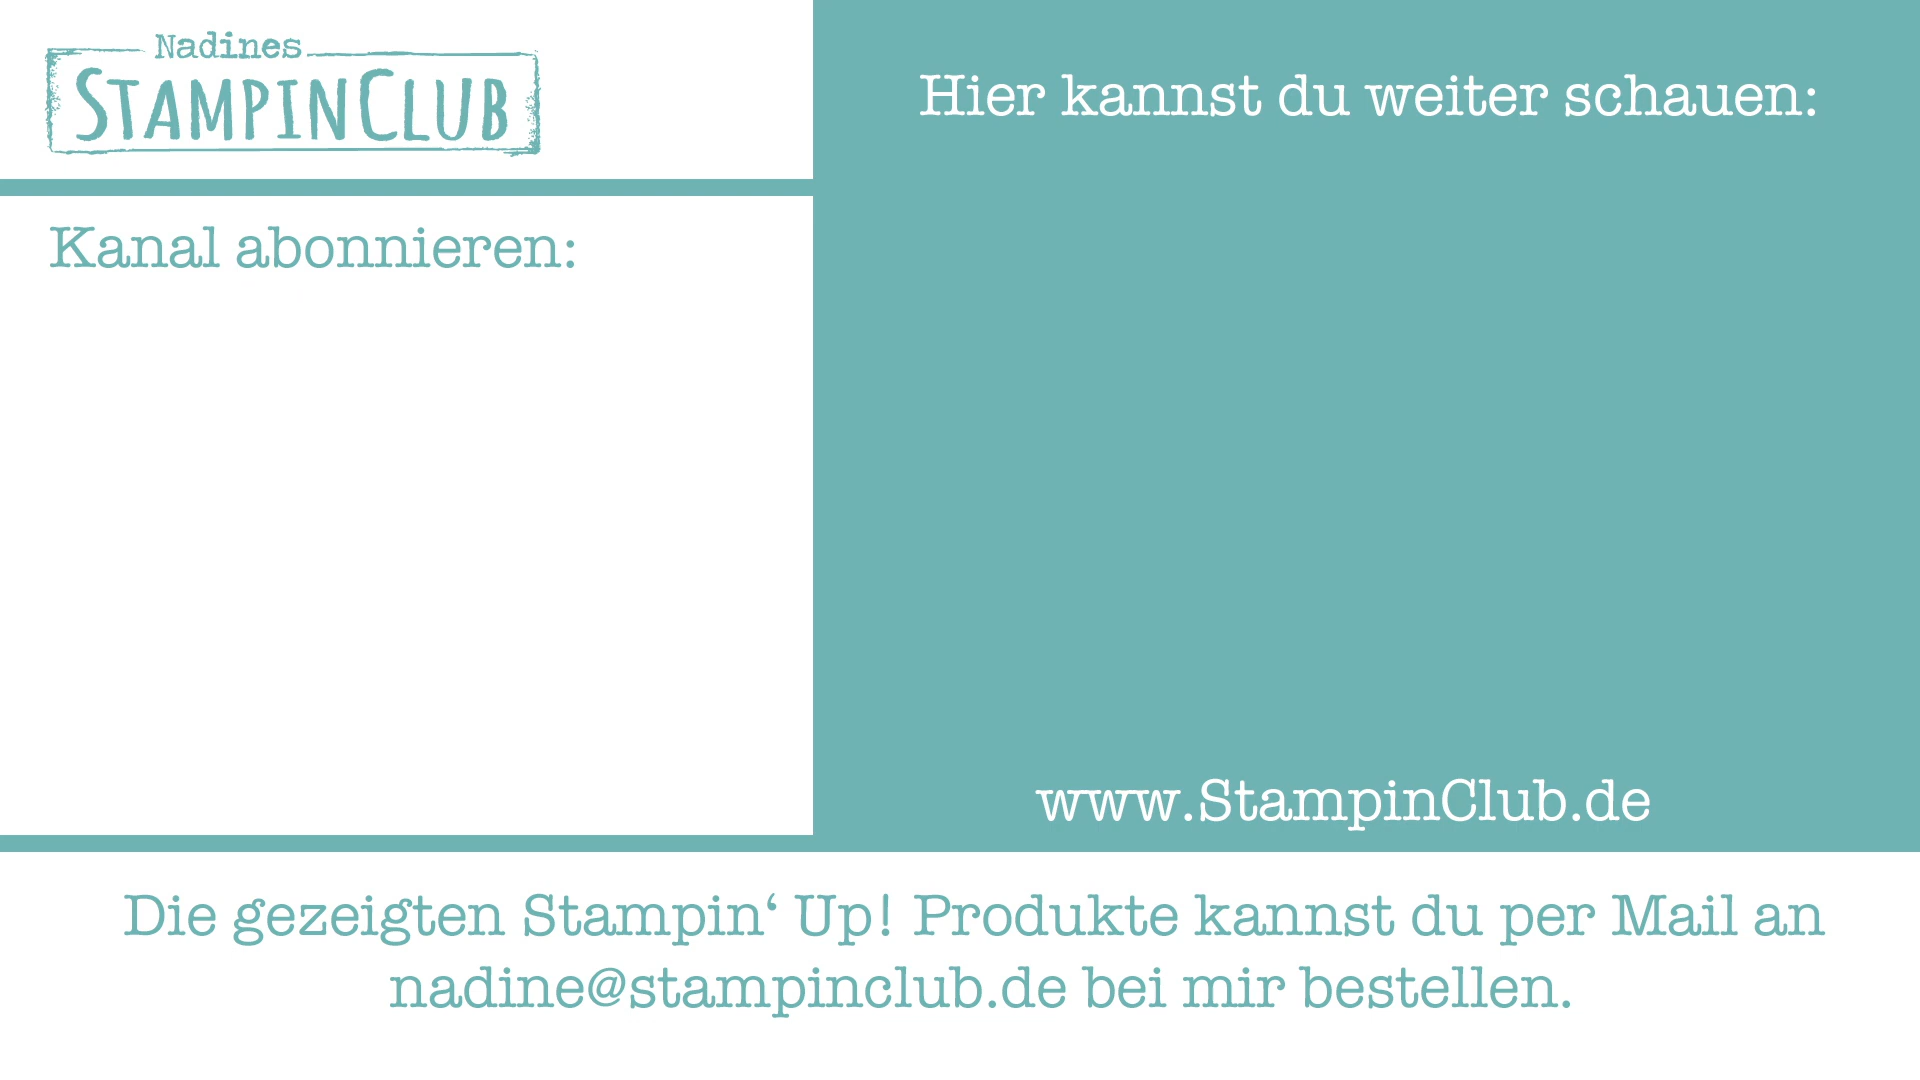 Nadines
STAMPINCLUB
Hier kannst du weiter schauen:
Kanal abonnieren:
www.StampinClub.de
Die gezeigten Stampin‘ Up! Produkte kannst du per Mail an
nadine@stampinclub.de bei mir bestellen.